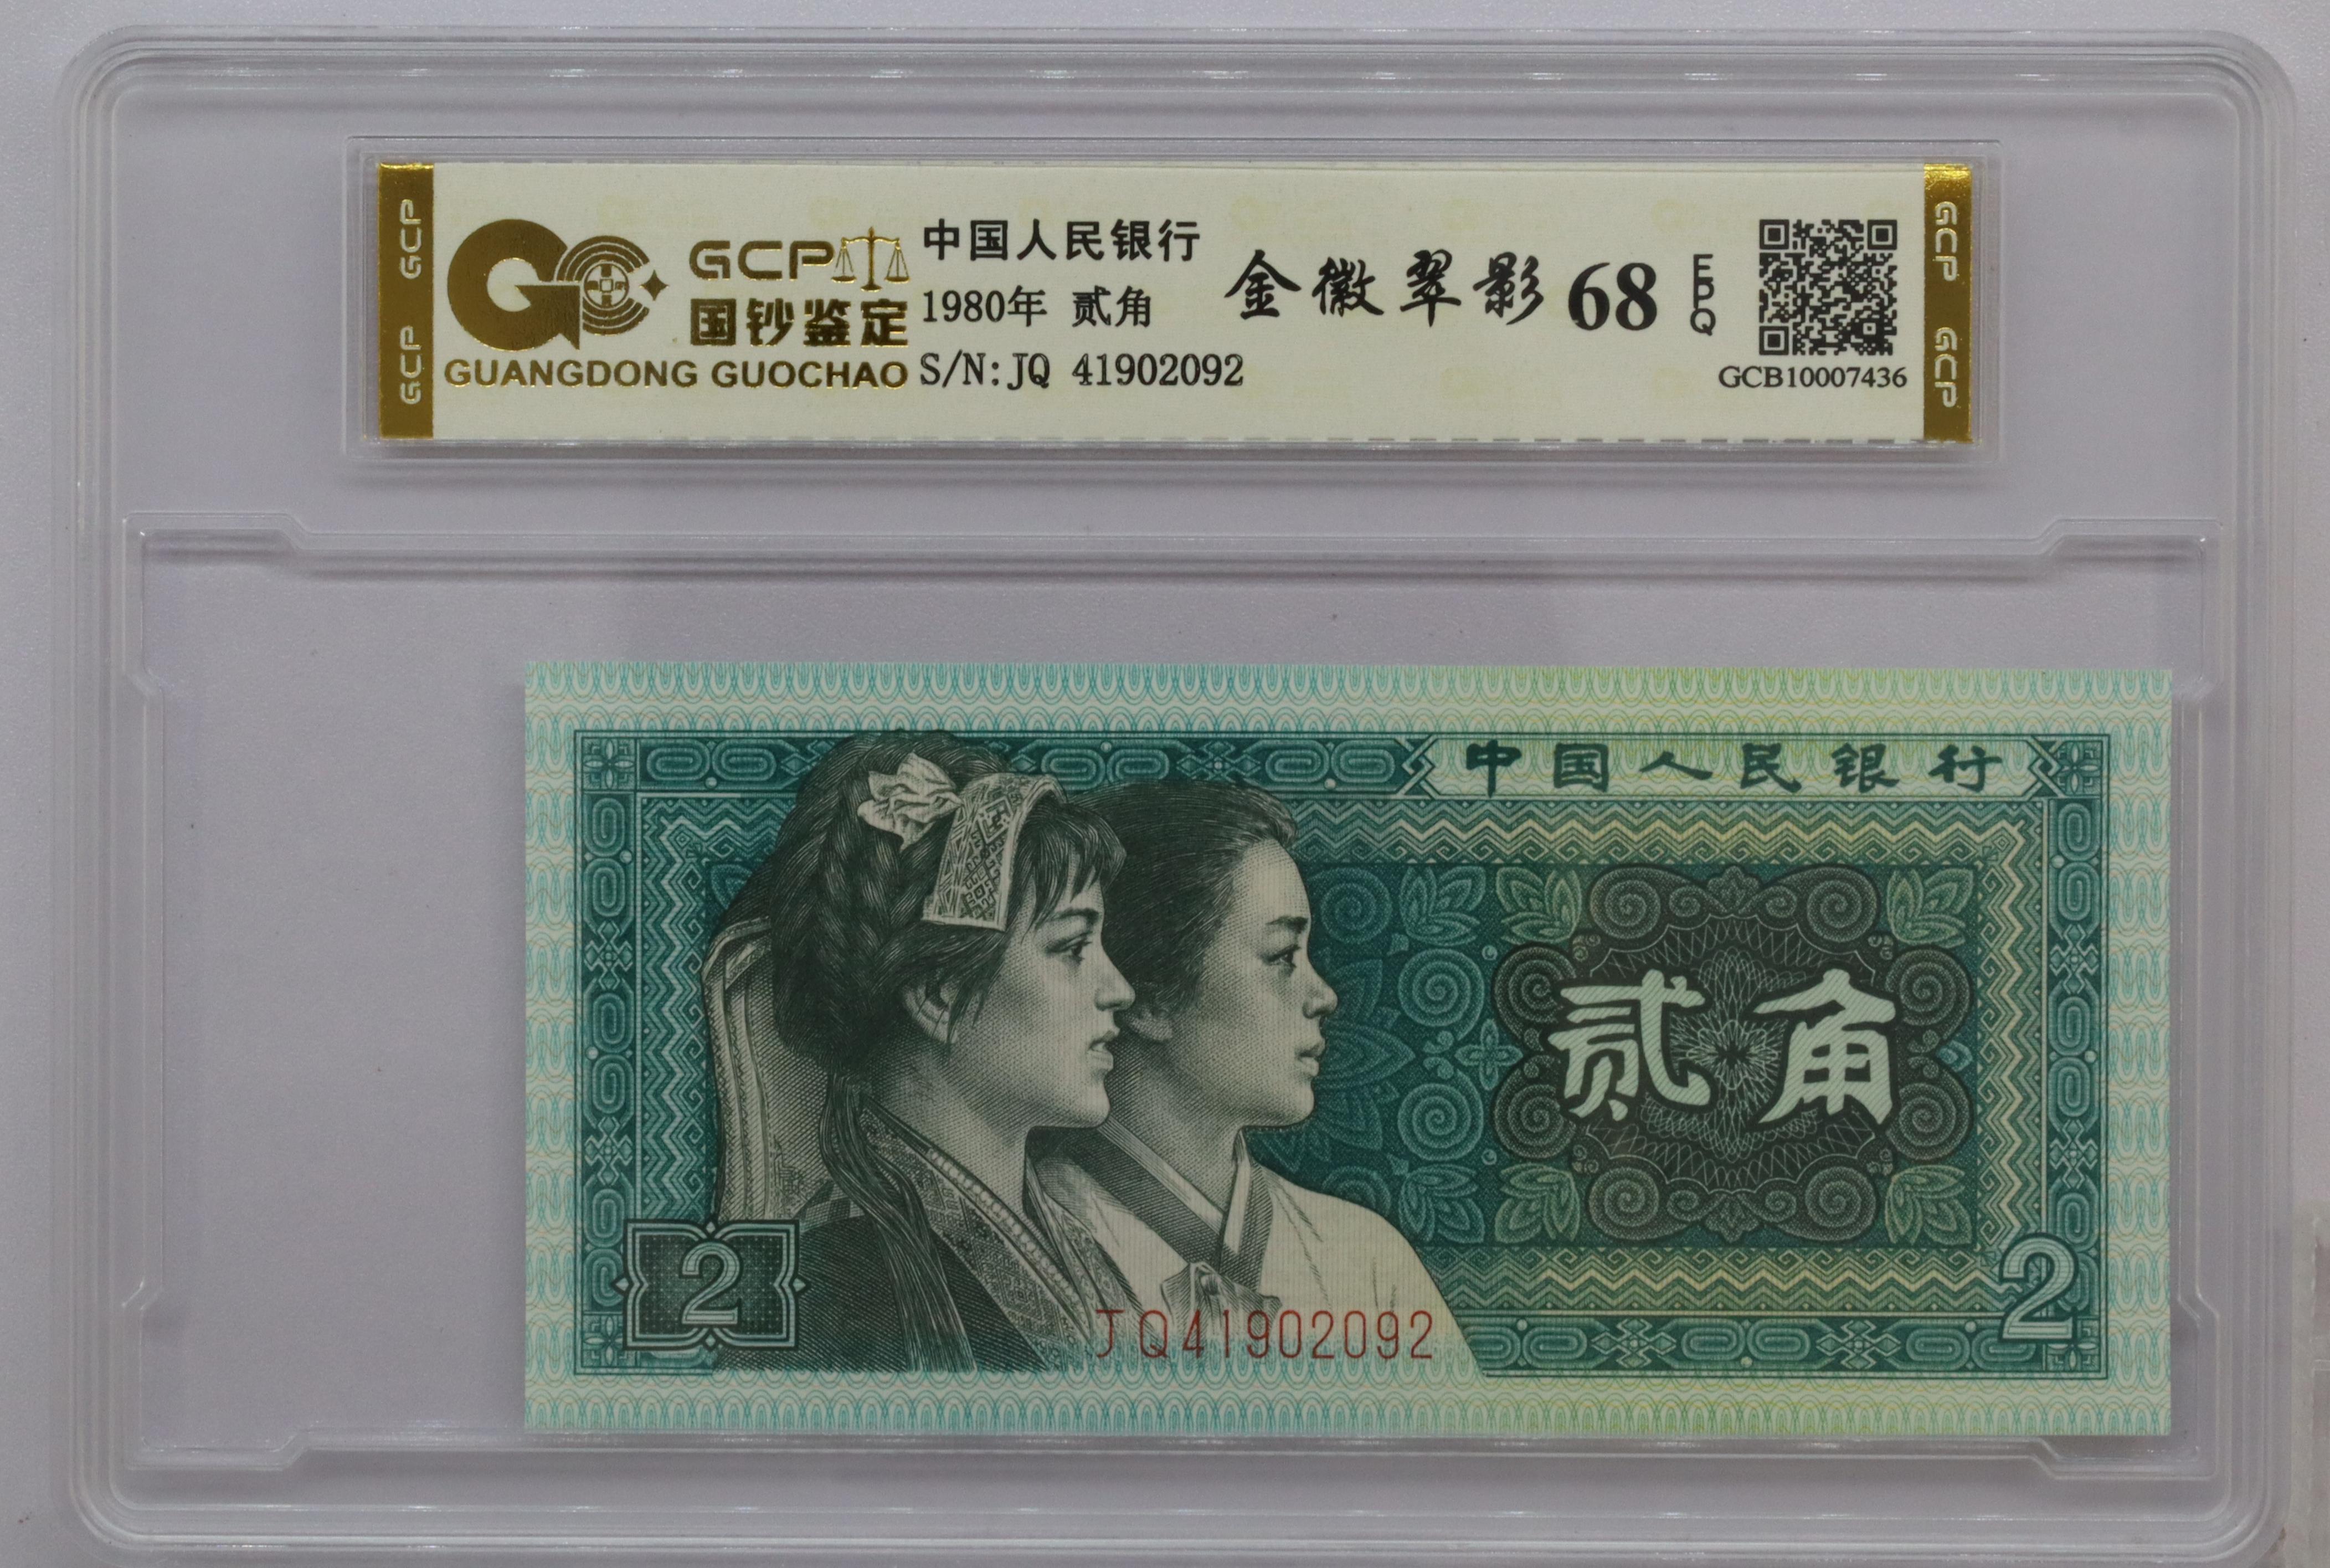 GCP GCP
GCP
国钞鉴定
GUANGDONG GUOCHAO
中国人民银行
1980年 贰角
S/N:JQ 41902092
金徽翠影 68 EPQ
GCB10007436
GCP GCP
中国人民银行
贰角
2
2
JQ41902092